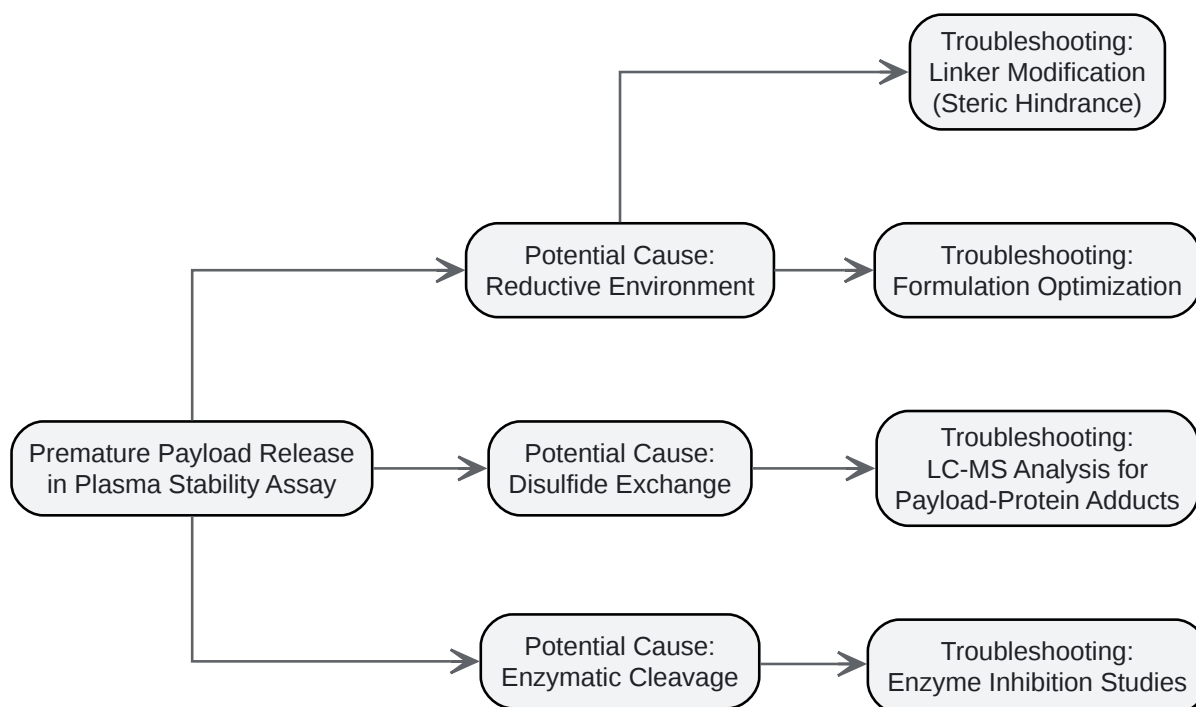 Troubleshooting:
Linker Modification
(Steric Hindrance)
Potential Cause:
Reductive Environment
Troubleshooting:
Formulation Optimization
Premature Payload Release
in Plasma Stability Assay
Potential Cause:
Disulfide Exchange
Troubleshooting:
LC-MS Analysis for
Payload-Protein Adducts
Potential Cause:
Enzymatic Cleavage
Troubleshooting:
Enzyme Inhibition Studies